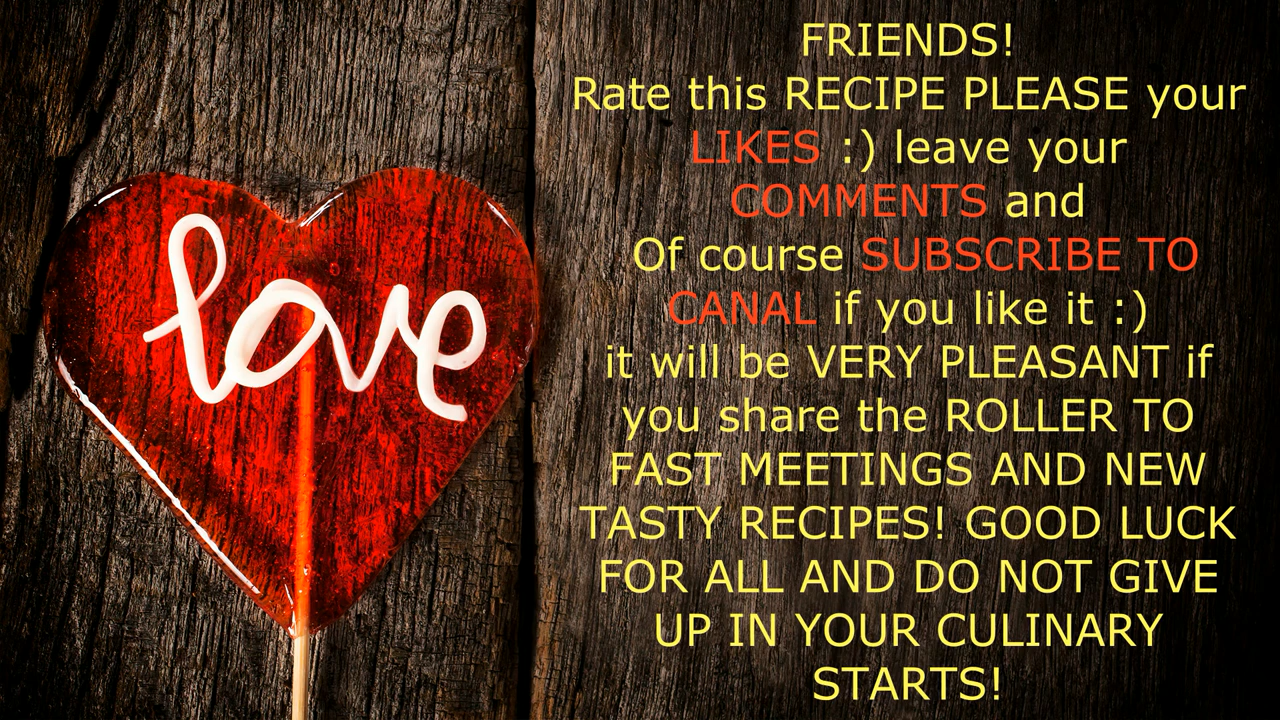 love
FRIENDS!
Rate this RECIPE PLEASE your
LIKES :) leave your
COMMENTS and
Of course SUBSCRIBE TO
CANAL if you like it :)
it will be VERY PLEASANT if
you share the ROLLER TO
FAST MEETINGS AND NEW
TASTY RECIPES! GOOD LUCK
FOR ALL AND DO NOT GIVE
UP IN YOUR CULINARY
STARTS!